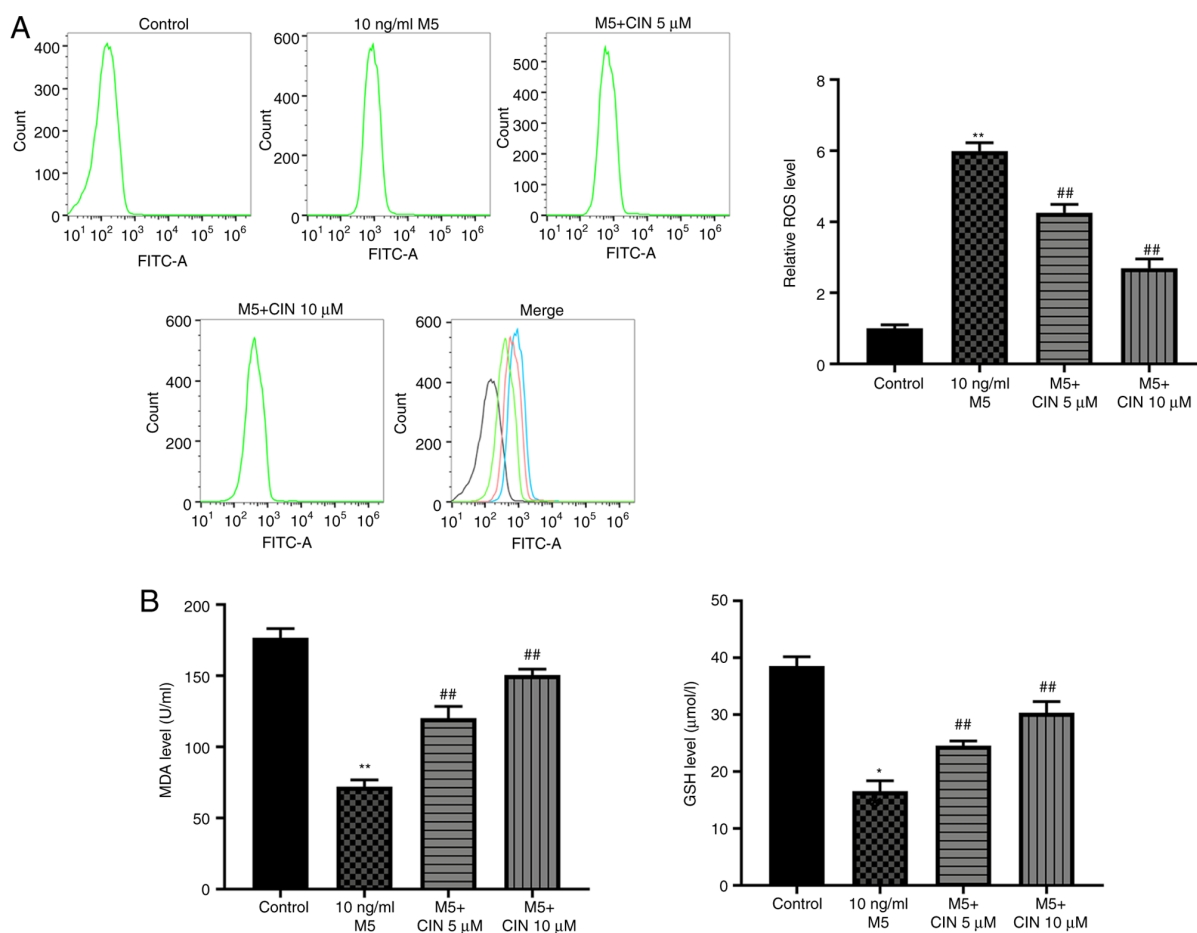 A
Control
400
300
200
100
0
Count
10¹ 10² 10³ 10⁴ 10⁵ 10⁶
FITC-A
10 ng/ml M5
600
400
200
0
Count
10¹ 10² 10³ 10⁴ 10⁵ 10⁶
FITC-A
M5+CIN 5 µM
500
400
300
200
100
0
Count
10¹ 10² 10³ 10⁴ 10⁵ 10⁶
FITC-A
M5+CIN 10 µM
600
400
200
0
Count
10¹ 10² 10³ 10⁴ 10⁵ 10⁶
FITC-A
Merge
600
400
200
0
Count
10¹ 10² 10³ 10⁴ 10⁵ 10⁶
FITC-A
Relative ROS level
8
6
4
2
0
**
##
##
Control
10 ng/ml
M5
M5+
CIN 5 µM
M5+
CIN 10 µM
B
MDA level (U/ml)
200
150
100
50
0
**
##
##
Control
10 ng/ml
M5
M5+
CIN 5 µM
M5+
CIN 10 µM
GSH level (µmol/l)
50
40
30
20
10
0
*
##
##
Control
10 ng/ml
M5
M5+
CIN 5 µM
M5+
CIN 10 µM